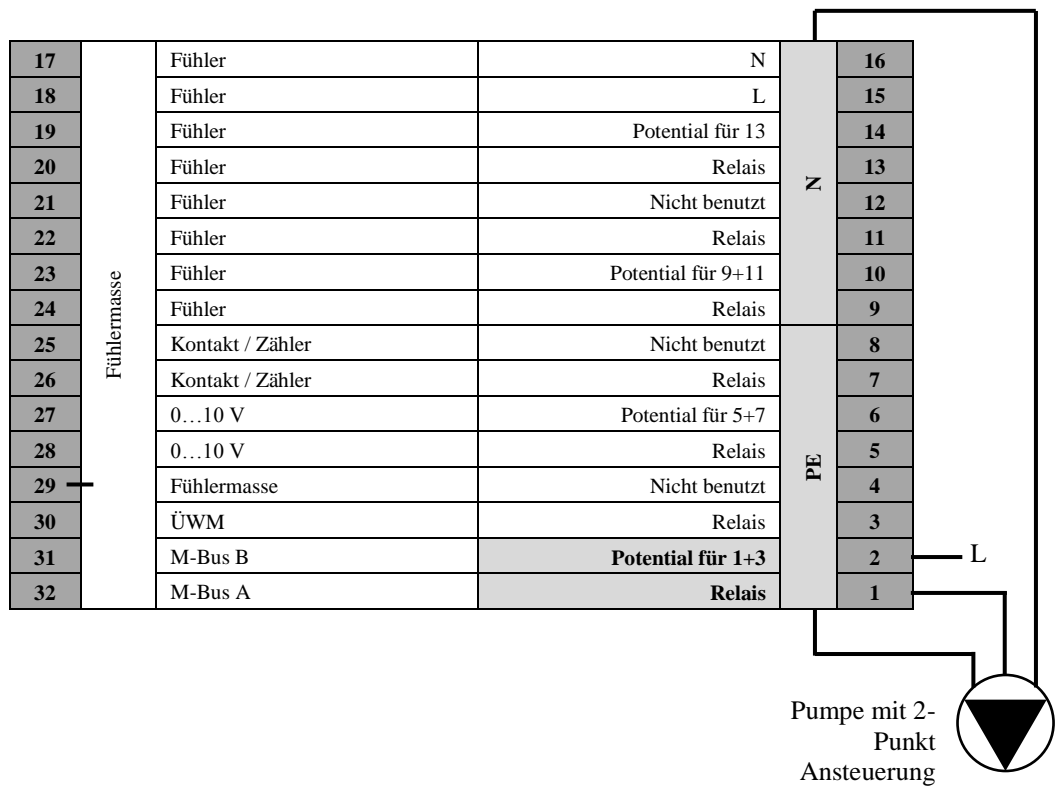 17 Fühler N 16
18 Fühler L 15
19 Fühler Potential für 13 14
20 Fühler Relais 13
21 Fühler Nicht benutzt 12
22 Fühler Relais 11
23 Fühler Potential für 9+11 10
24 Fühler Relais 9
25 Kontakt / Zähler Nicht benutzt 8
26 Kontakt / Zähler Relais 7
27 0…10 V Potential für 5+7 6
28 0…10 V Relais 5
29 Fühlermasse Nicht benutzt 4
30 ÜWM Relais 3
31 M-Bus B Potential für 1+3 2 L
32 M-Bus A Relais 1
Fühlermasse
N
PE
Pumpe mit 2-
Punkt
Ansteuerung